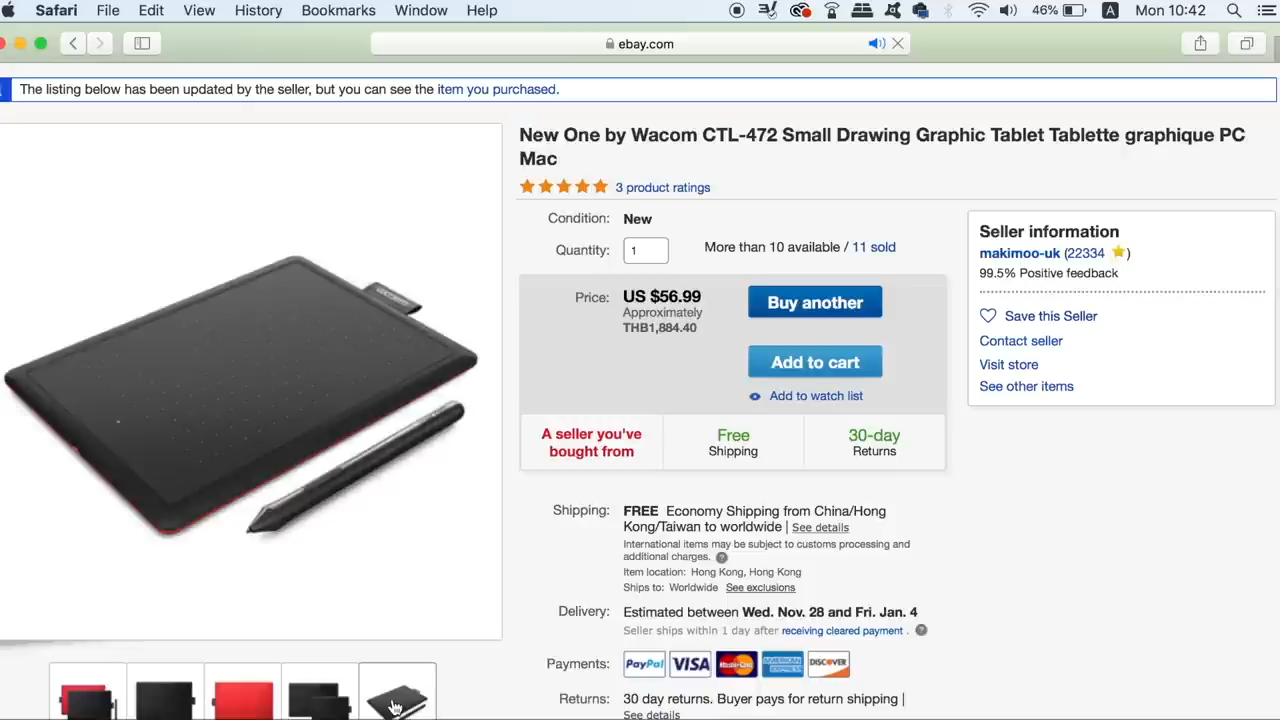 Safari File Edit View History Bookmarks Window Help 46% A Mon 10:42
ebay.com
The listing below has been updated by the seller, but you can see the item you purchased.
New One by Wacom CTL-472 Small Drawing Graphic Tablet Tablette graphique PC
Mac
3 product ratings
Condition: New
Quantity: 1 More than 10 available / 11 sold
Price: US $56.99
Approximately
THB1,884.40
Buy another
Add to cart
Add to watch list
A seller you've
bought from
Free
Shipping
30-day
Returns
Seller information
makimoo-uk (22334 )
99.5% Positive feedback
Save this Seller
Contact seller
Visit store
See other items
Shipping: FREE Economy Shipping from China/Hong
Kong/Taiwan to worldwide | See details
International items may be subject to customs processing and
additional charges. ?
Item location: Hong Kong, Hong Kong
Ships to: Worldwide See exclusions
Delivery: Estimated between Wed. Nov. 28 and Fri. Jan. 4
Seller ships within 1 day after receiving cleared payment . ?
Payments: PayPal VISA MasterCard AMERICAN EXPRESS DISCOVER
Returns: 30 day returns. Buyer pays for return shipping |
See details